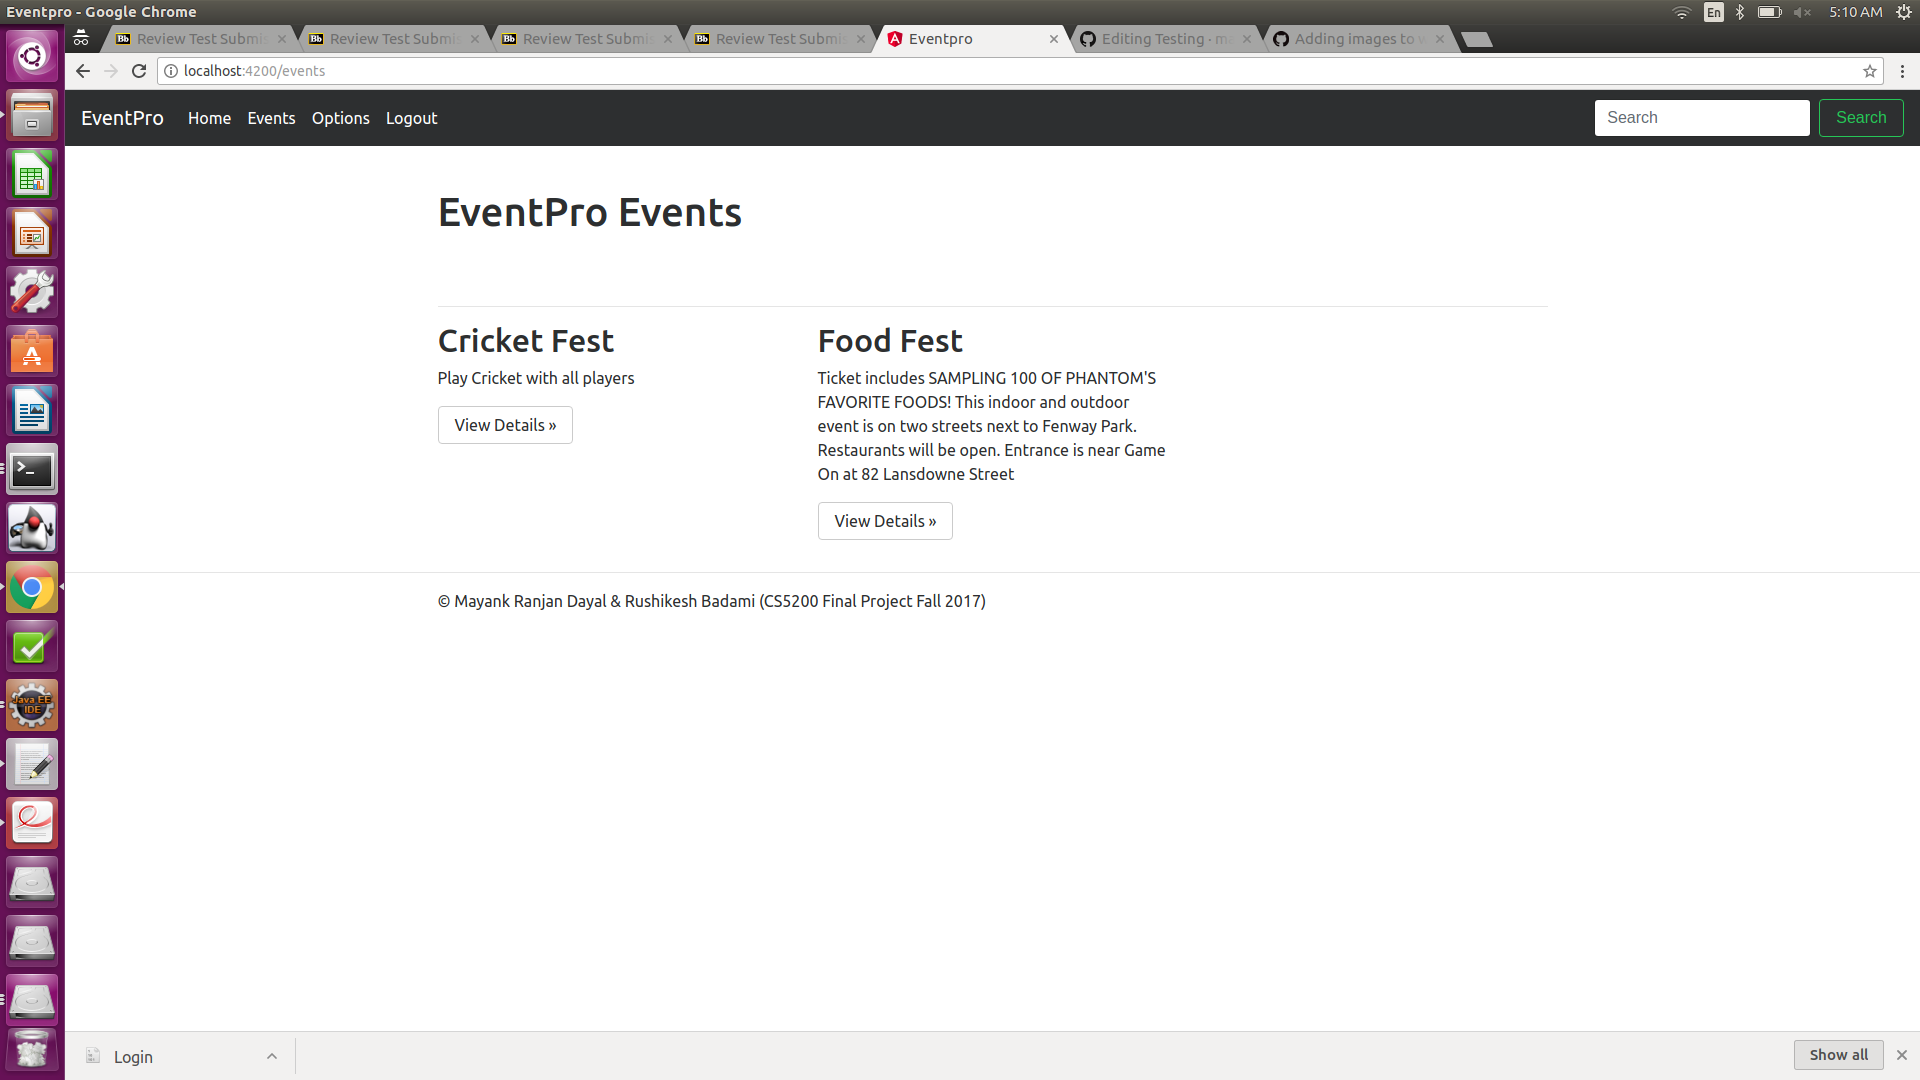 Eventpro - Google Chrome
En
5:10 AM
Bb Review Test Submis
Bb Review Test Submis
Bb Review Test Submis
Bb Review Test Submis
Eventpro
Editing Testing · m
Adding images to
localhost:4200/events
EventPro Home Events Options Logout
Search Search
EventPro Events
Cricket Fest
Play Cricket with all players
View Details »
Food Fest
Ticket includes SAMPLING 100 OF PHANTOM'S
FAVORITE FOODS! This indoor and outdoor
event is on two streets next to Fenway Park.
Restaurants will be open. Entrance is near Game
On at 82 Lansdowne Street
View Details »
© Mayank Ranjan Dayal & Rushikesh Badami (CS5200 Final Project Fall 2017)
Java EE
IDE
Login
Show all